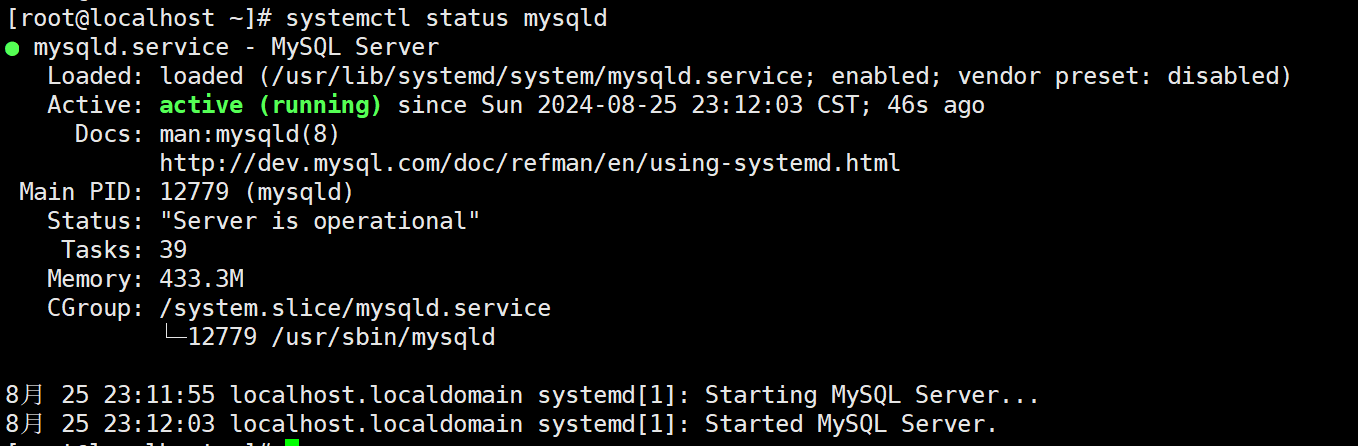 [root@localhost ~]# systemctl status mysqld
● mysqld.service - MySQL Server
   Loaded: loaded (/usr/lib/systemd/system/mysqld.service; enabled; vendor preset: disabled)
   Active: active (running) since Sun 2024-08-25 23:12:03 CST; 46s ago
     Docs: man:mysqld(8)
           http://dev.mysql.com/doc/refman/en/using-systemd.html
 Main PID: 12779 (mysqld)
   Status: "Server is operational"
    Tasks: 39
   Memory: 433.3M
   CGroup: /system.slice/mysqld.service
           └─12779 /usr/sbin/mysqld

8月 25 23:11:55 localhost.localdomain systemd[1]: Starting MySQL Server...
8月 25 23:12:03 localhost.localdomain systemd[1]: Started MySQL Server.